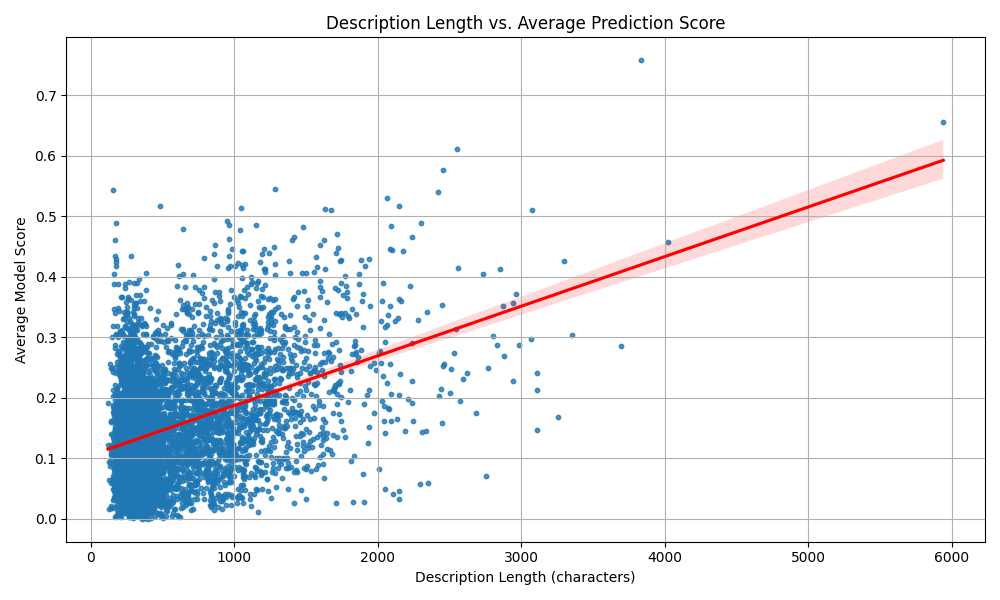 Description Length vs. Average Prediction Score
Average Model Score
0.7
0.6
0.5
0.4
0.3
0.2
0.1
0.0
0 1000 2000 3000 4000 5000 6000
Description Length (characters)